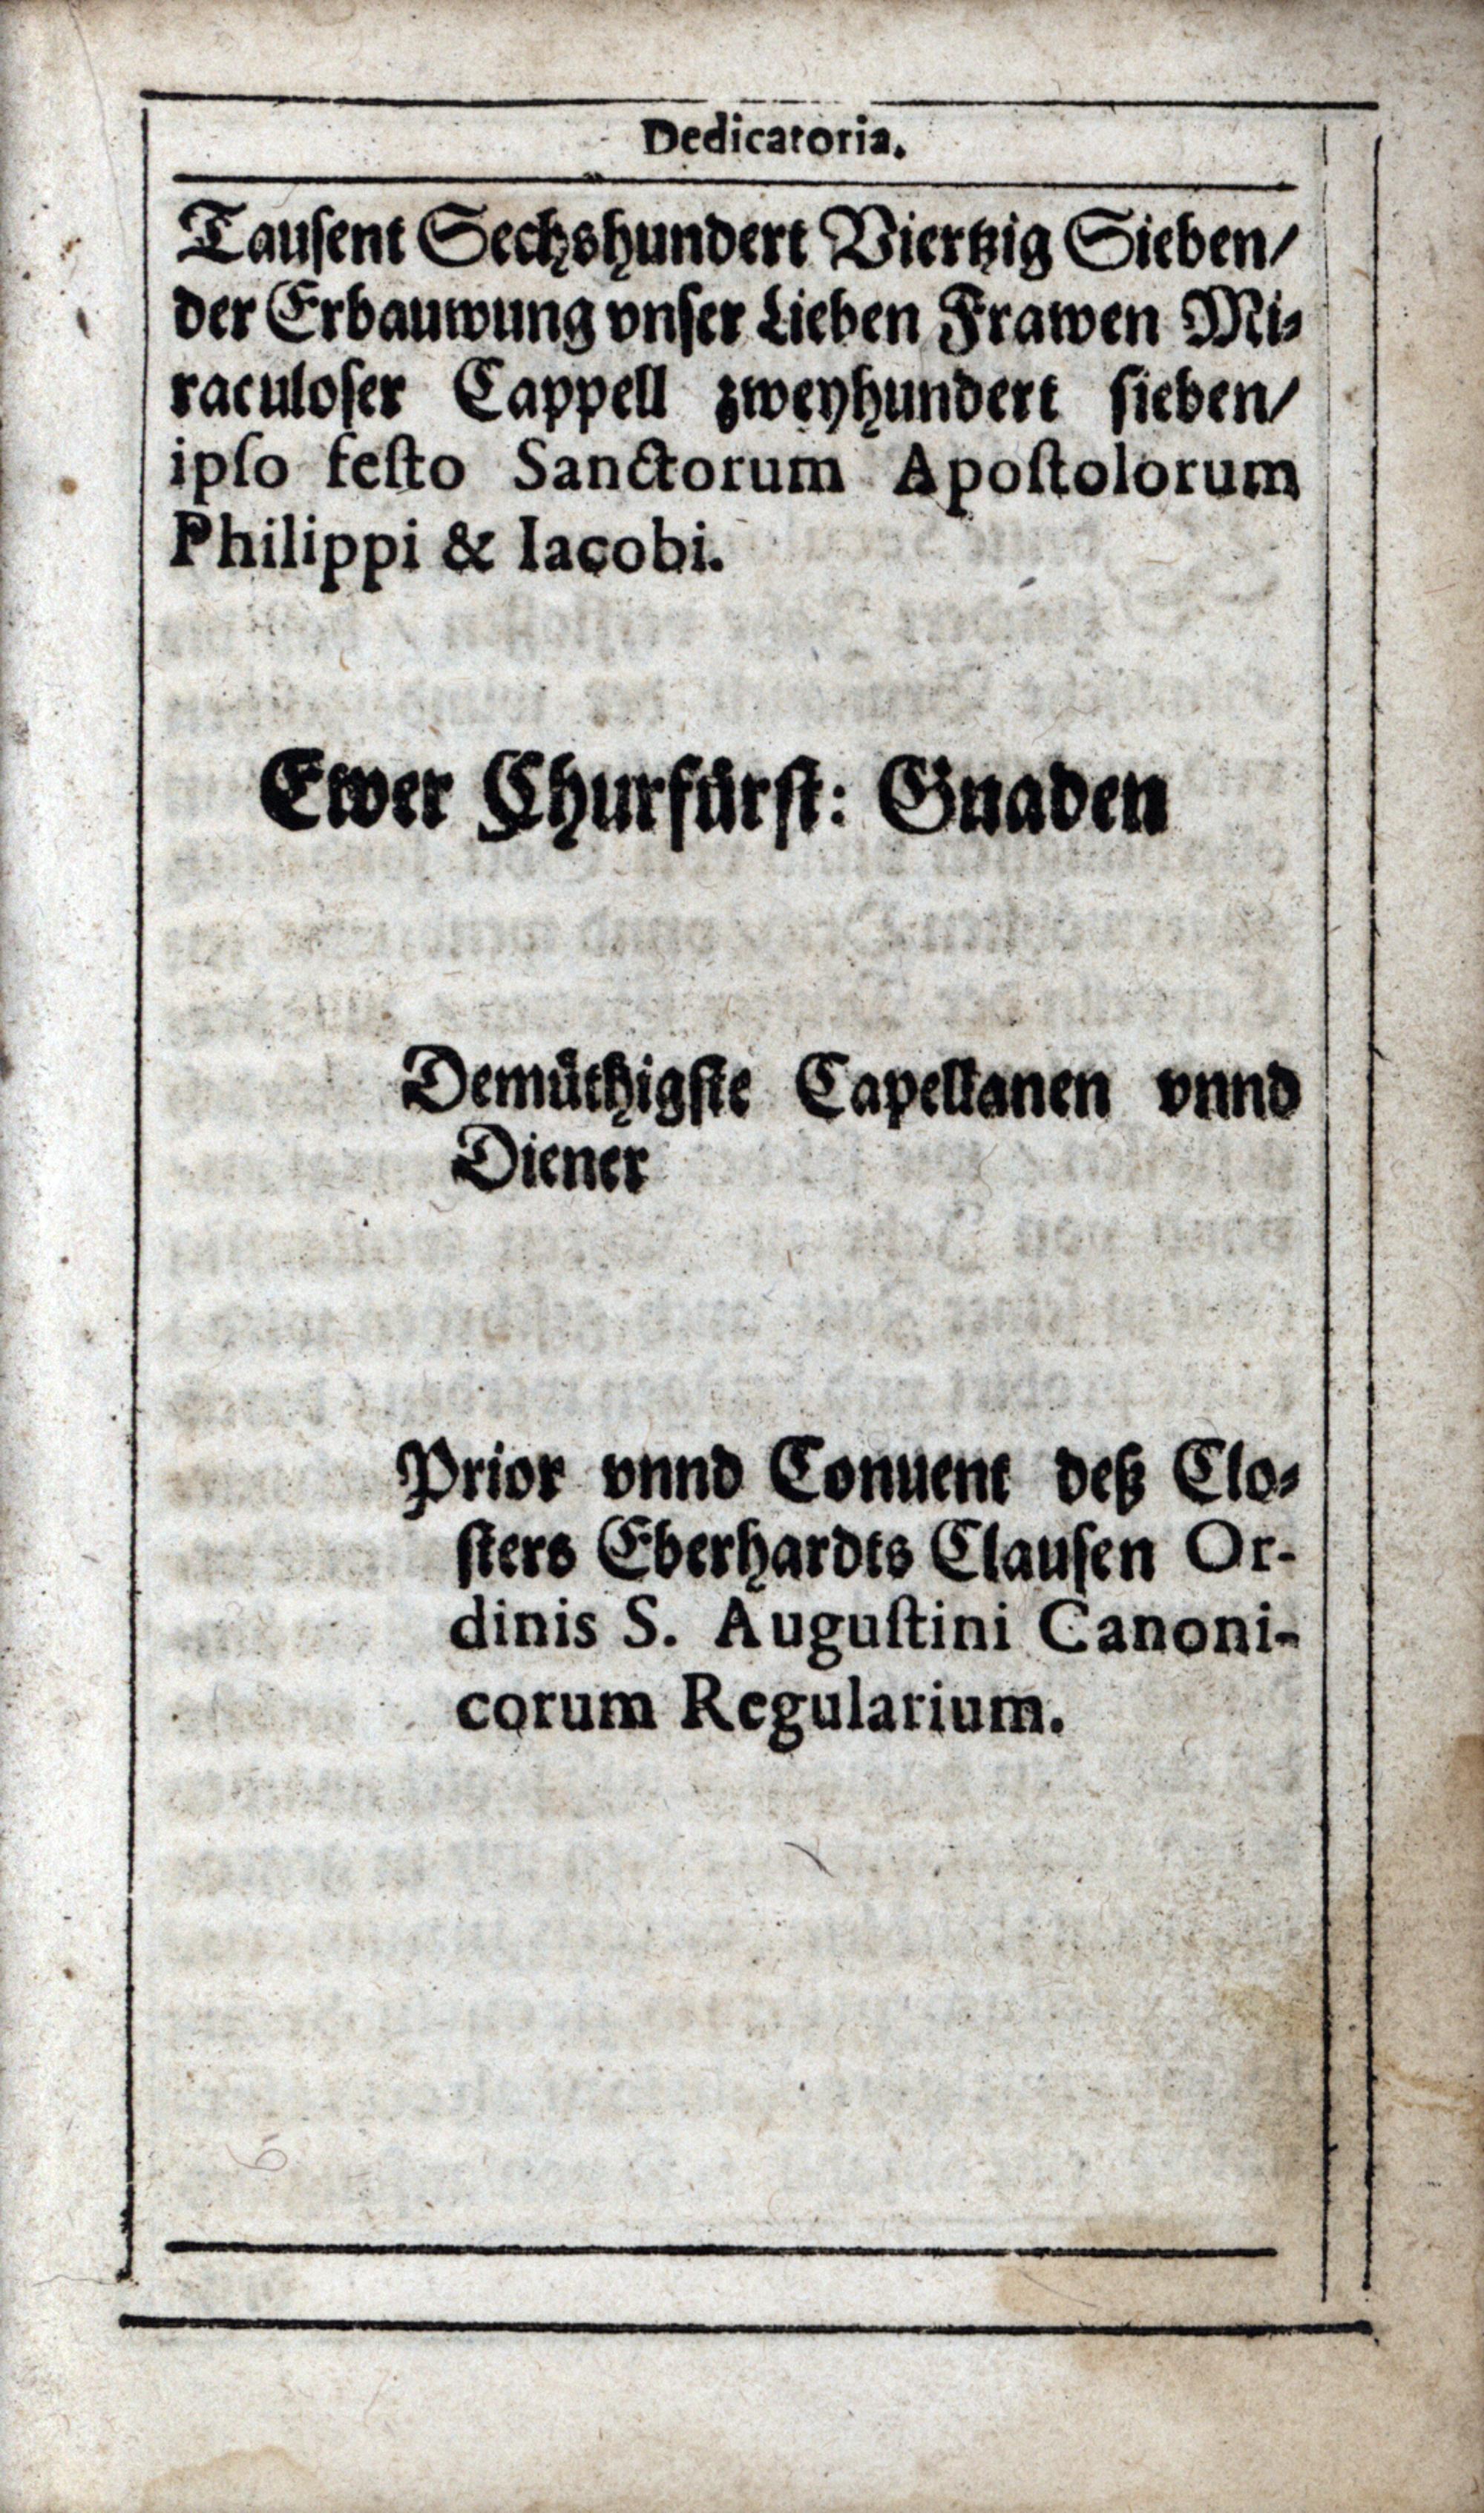 Dedicatoria.
Tauſent Sechshundert Viertzig Sieben/
der Erbauwung vnſer Lieben Frawen Mi⸗
raculoſer Cappell zweyhundert ſieben/
ipſo feſto Sanctorum Apoſtolorum
Philippi & Iacobi.
Ewer Churfürſt: Gnaden
Demuͤthigſte Capellanen vnnd
Diener
Prior vnnd Conuent deß Clo⸗
ſters Eberhardts Clauſen Or-
dinis S. Auguſtini Canoni-
corum Regularium.